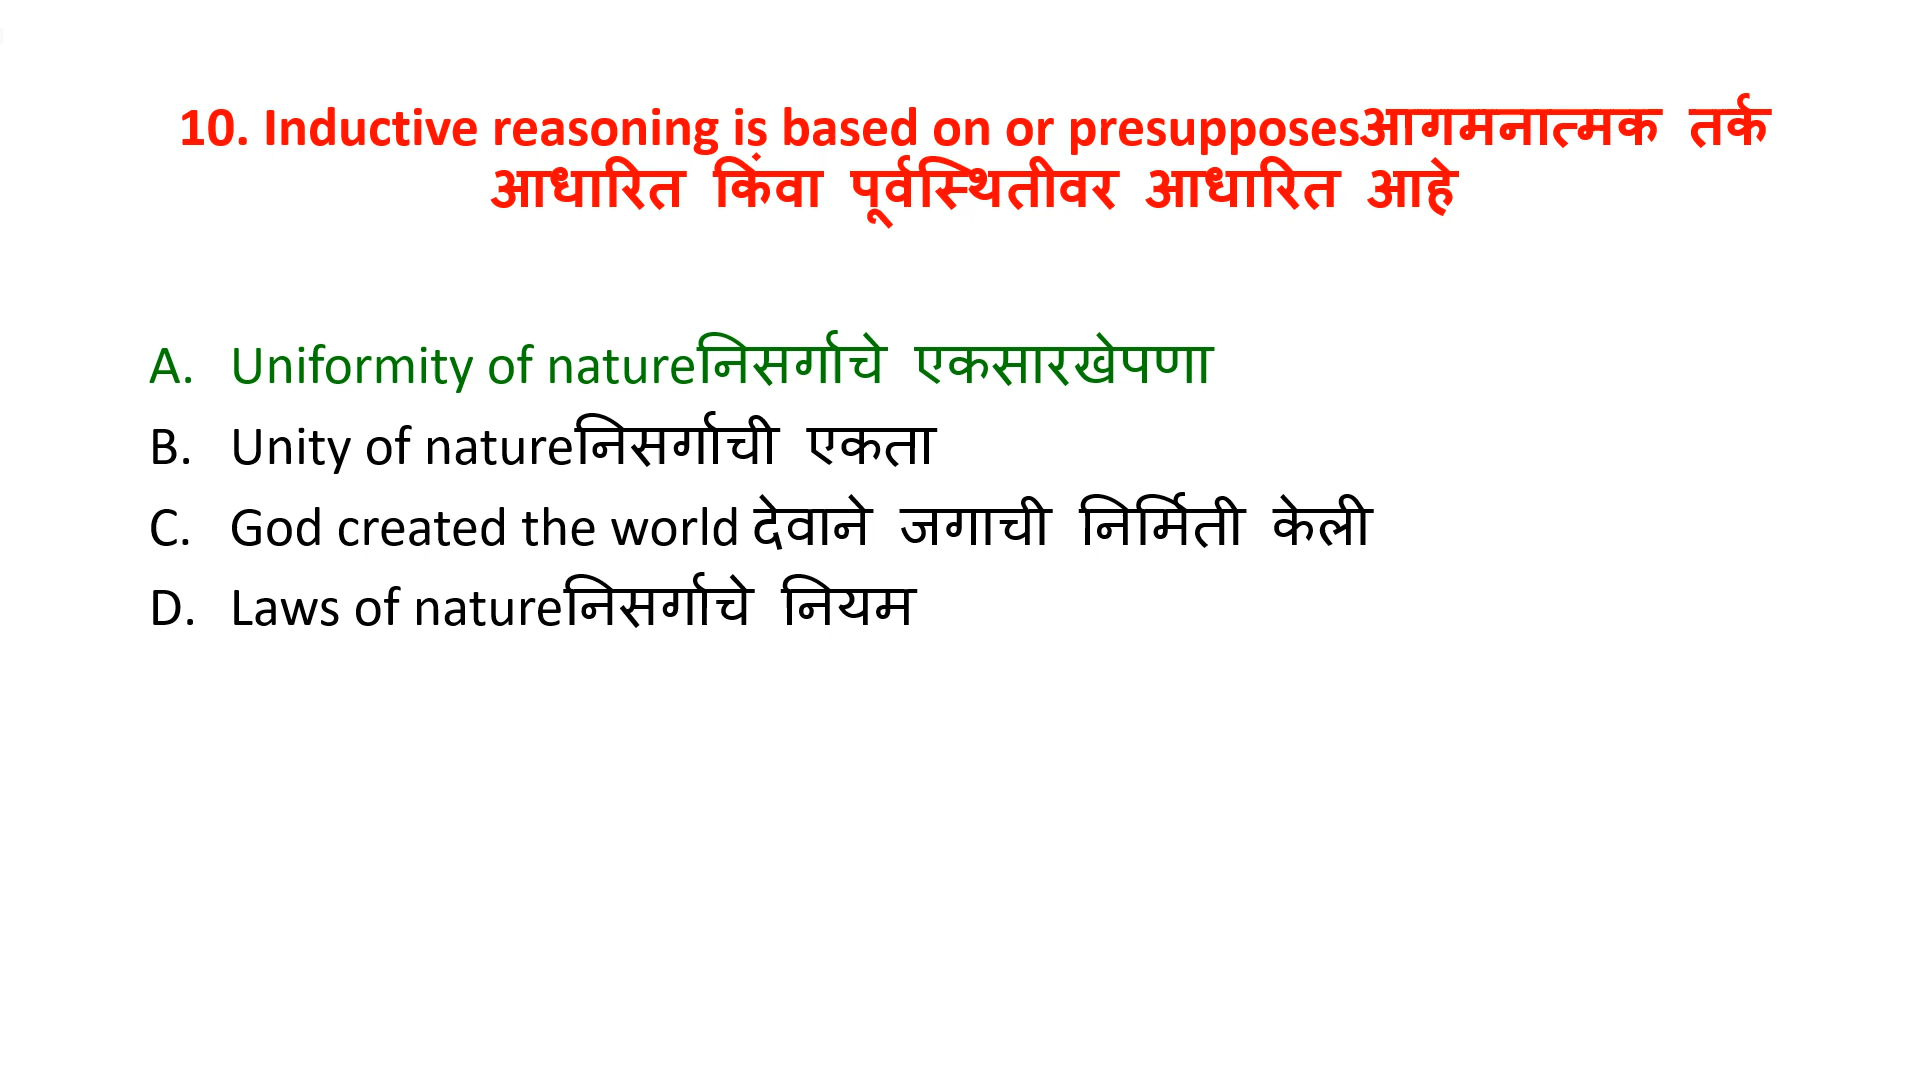 10. Inductive reasoning is based on or presupposesआगमनात्मक तर्क
आधारित किंवा पूर्वस्थितीवर आधारित आहे
A. Uniformity of natureनिसर्गाचे एकसारखेपणा
B. Unity of natureनिसर्गाची एकता
C. God created the world देवाने जगाची निर्मिती केली
D. Laws of natureनिसर्गाचे नियम